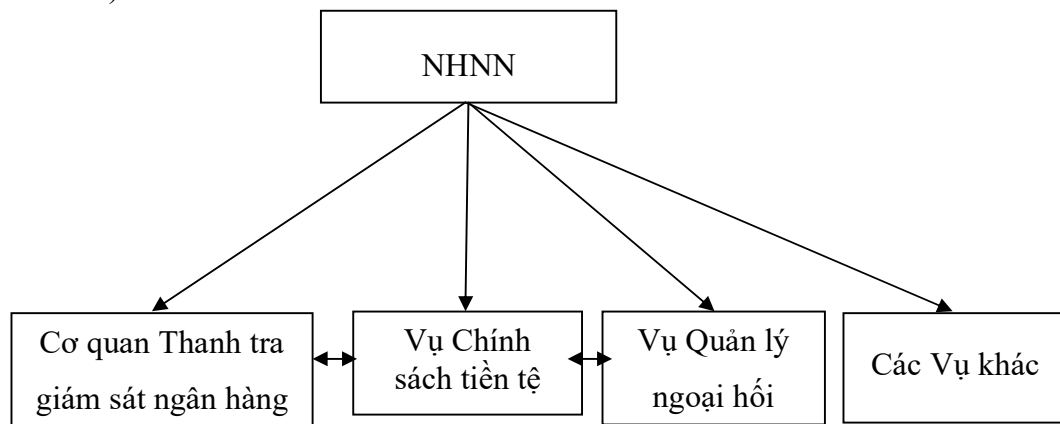 NHNN
Cơ quan Thanh tra
giám sát ngân hàng
Vụ Chính
sách tiền tệ
Vụ Quản lý
ngoại hối
Các Vụ khác